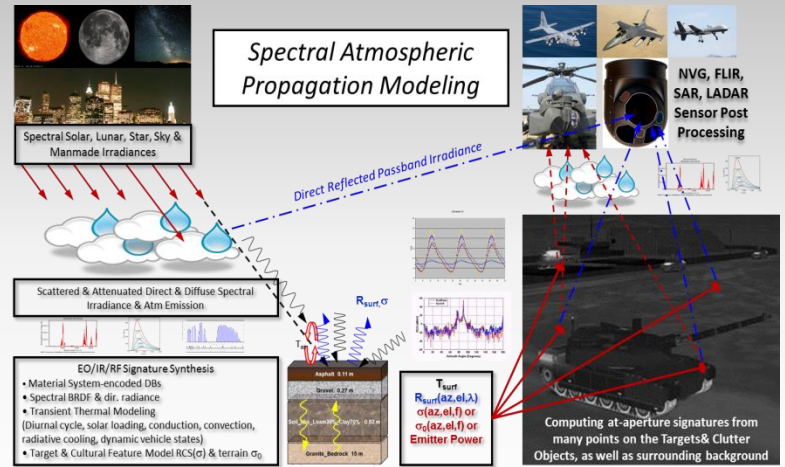 Spectral Atmospheric
Propagation Modeling
Spectral Solar, Lunar, Star, Sky &
Manmade Irradiances
NVG, FLIR,
SAR, LADAR
Sensor Post
Processing
Direct Reflected Passband Irradiance
Scattered & Attenuated Direct & Diffuse Spectral
Irradiance & Atm Emission
EO/IR/RF Signature Synthesis
• Material System-encoded DBs
• Spectral BRDF & dir. radiance
• Transient Thermal Modeling
(Diurnal cycle, solar loading, conduction, convection,
radiative cooling, dynamic vehicle states)
• Target & Cultural Feature Model RCS(σ) & terrain σ₀
R surf, σ
Asphalt 0.11 m
Gravel 0.27 m
Granite_Bedrock 15 m
T surf
R surf(az,el,λ)
σ(az,el,f) or
σ₀(az,el,f) or
Emitter Power
Computing at-aperture signatures from
many points on the Targets& Clutter
Objects, as well as surrounding background